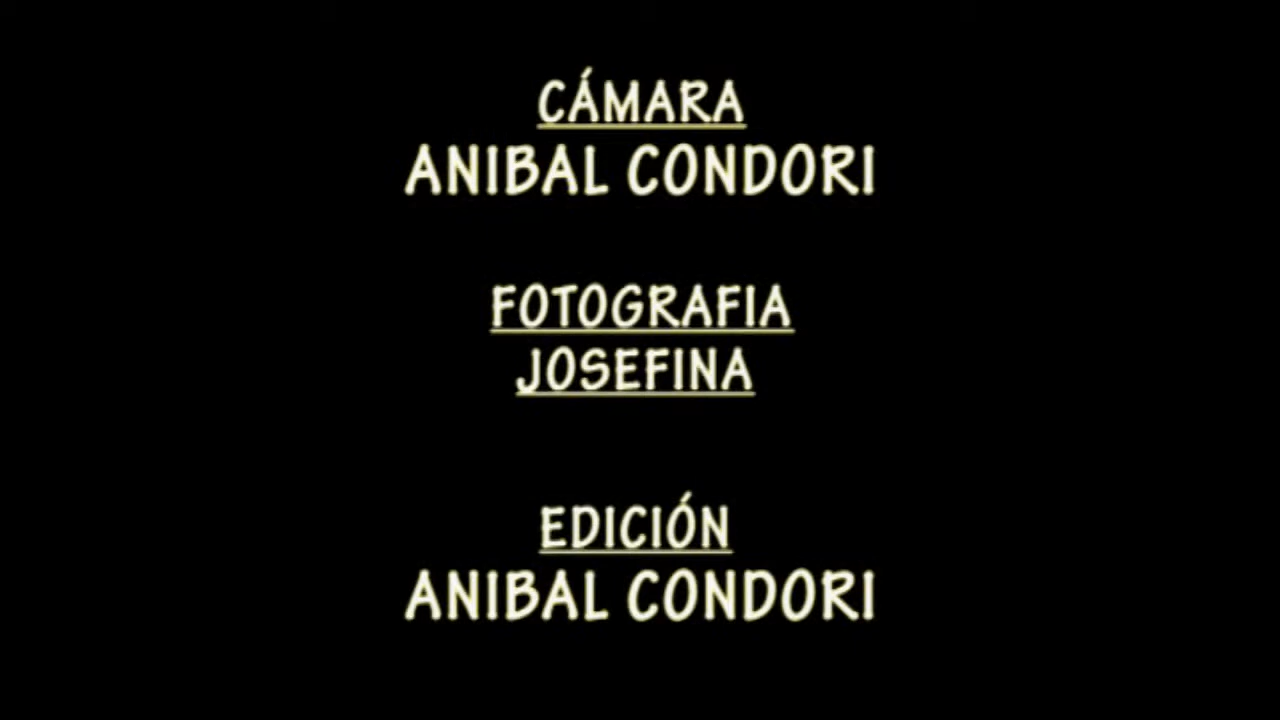 CÁMARA
ANIBAL CONDORI
FOTOGRAFIA
JOSEFINA
EDICIÓN
ANIBAL CONDORI